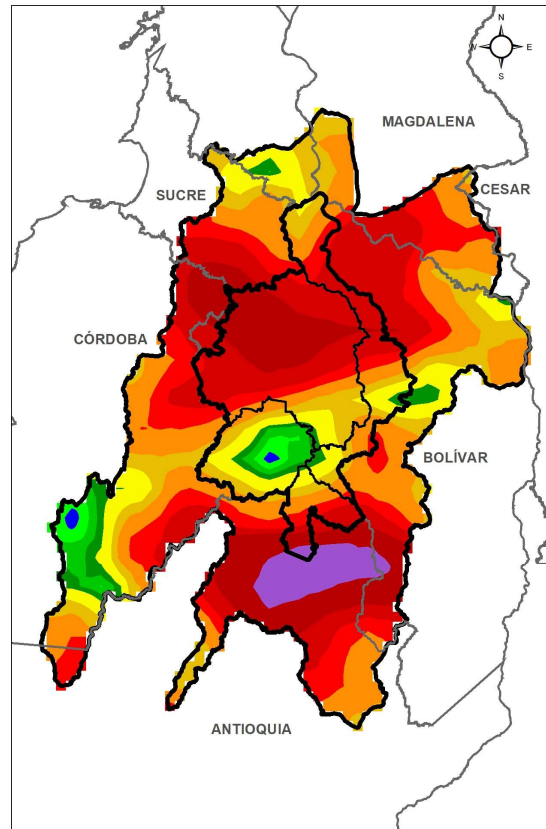 N
W
E
S
MAGDALENA
SUCRE
CESAR
CÓRDOBA
BOLÍVAR
ANTIOQUIA